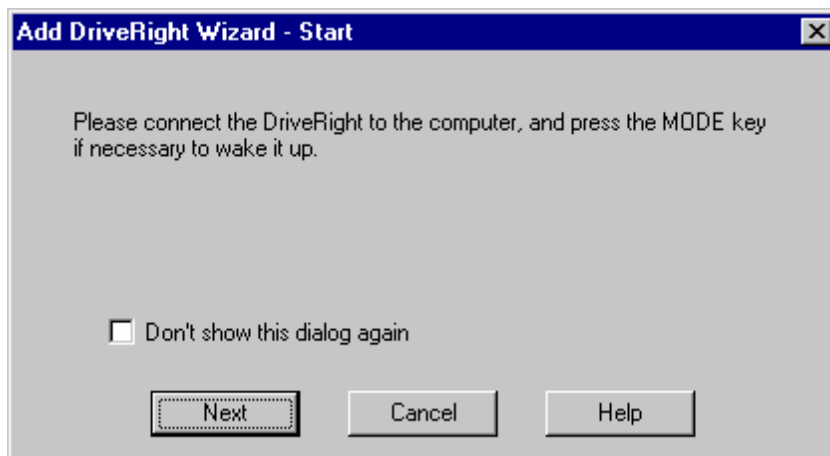 Add DriveRight Wizard - Start
Please connect the DriveRight to the computer, and press the MODE key
if necessary to wake it up.
Don't show this dialog again
Next Cancel Help